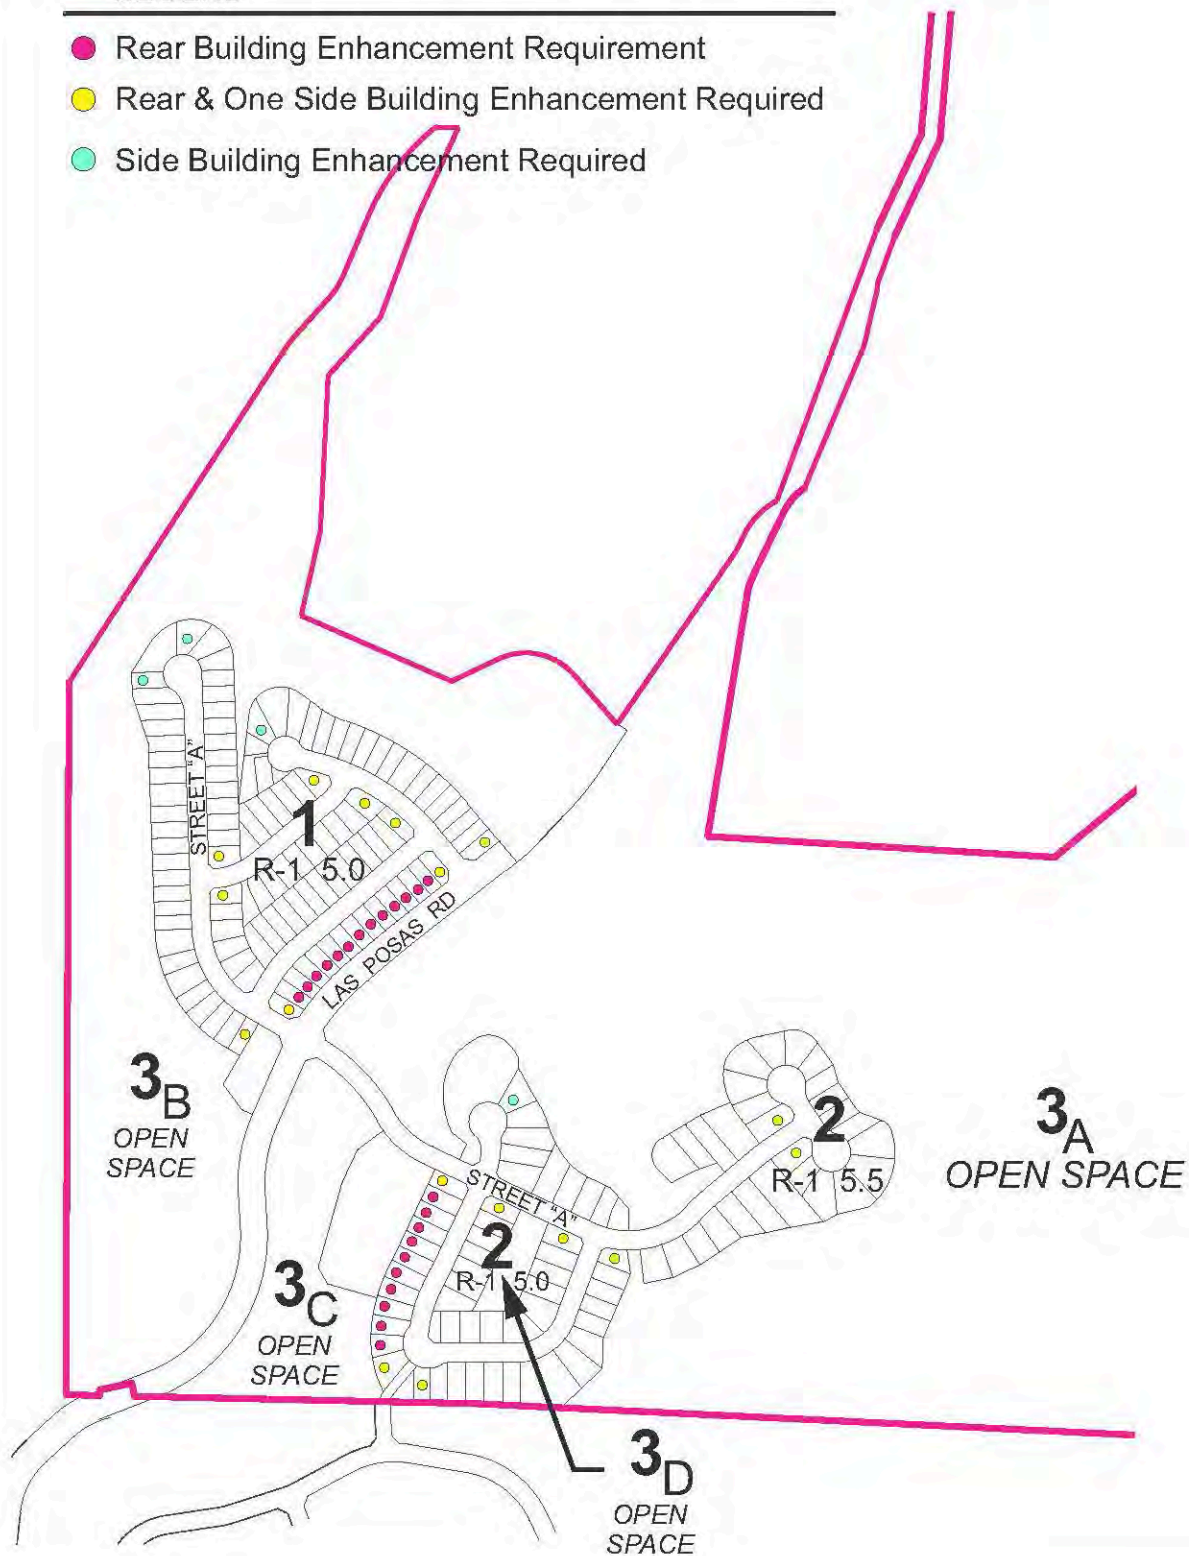 Rear Building Enhancement Requirement
Rear & One Side Building Enhancement Required
Side Building Enhancement Required
STREET "A"
1
R-1 5.0
LAS POSAS RD
3B
OPEN
SPACE
2
R-1 5.5
3A
OPEN SPACE
STREET "A"
2
R-1 5.0
3C
OPEN
SPACE
3D
OPEN
SPACE